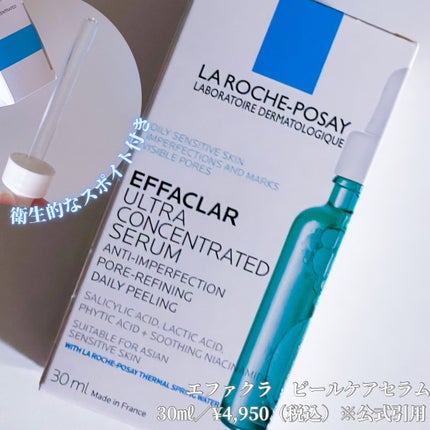 LA ROCHE-POSAY
LABORATOIRE DERMATOLOGIQUE
OILY SENSITIVE SKIN
IMPERFECTIONS AND MARKS
VISIBLE PORES
EFFACLAR
ULTRA
CONCENTRATED
SERUM
ANTI-IMPERFECTION
PORE-REFINING
DAILY PEELING
SALICYLIC ACID, LACTIC ACID,
PHYTIC ACID + SOOTHING NIACINAMIDE
SUITABLE FOR ASIAN
SENSITIVE SKIN
WITH LA ROCHE-POSAY THERMAL SPRING WATER
30 ml Made in France
衛生的なスポイト付き
エファクラ ピールケアセラム
30㎖／¥4,950（税込）※公式引用